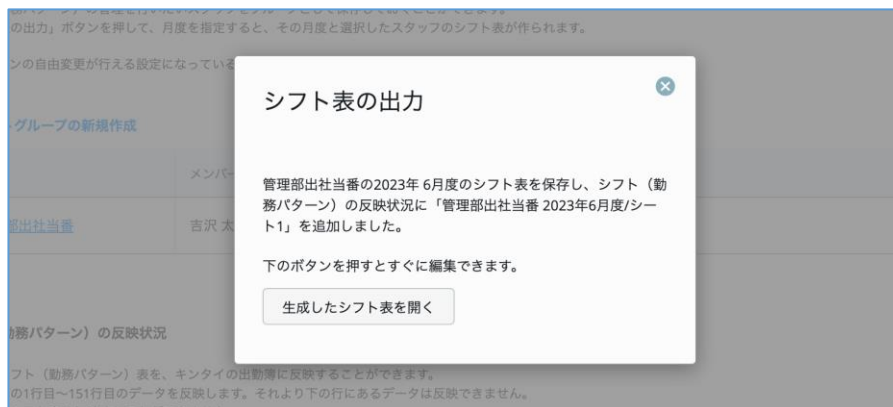 の出力」ボタンを押して、月度を指定すると、その月度と選択したスタッフのシフト表が作られます。
ンの自由変更が行える設定になっている
シフト表の出力
グループの新規作成
メンバー
管理部出社当番の2023年 6月度のシフト表を保存し、シフト（勤
務パターン）の反映状況に「管理部出社当番 2023年6月度/シー
ト1」を追加しました。
部出社当番
吉沢 太
下のボタンを押すとすぐに編集できます。
生成したシフト表を開く
務パターン）の反映状況
フト（勤務パターン）表を、キンタイの出勤簿に反映することができます。
の1行目〜151行目のデータを反映します。それより下の行にあるデータは反映できません。